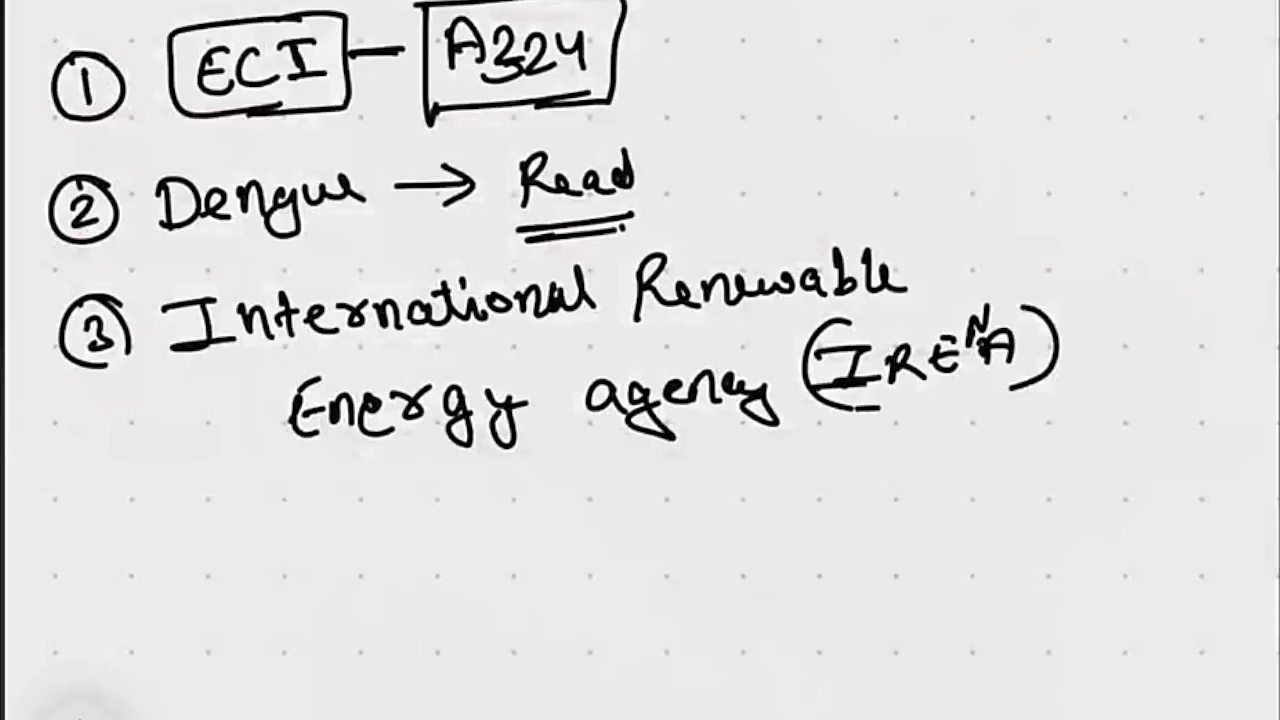 ① ECI - A324
② Dengue → Read
③ International Renewable
Energy agency (IRENA)